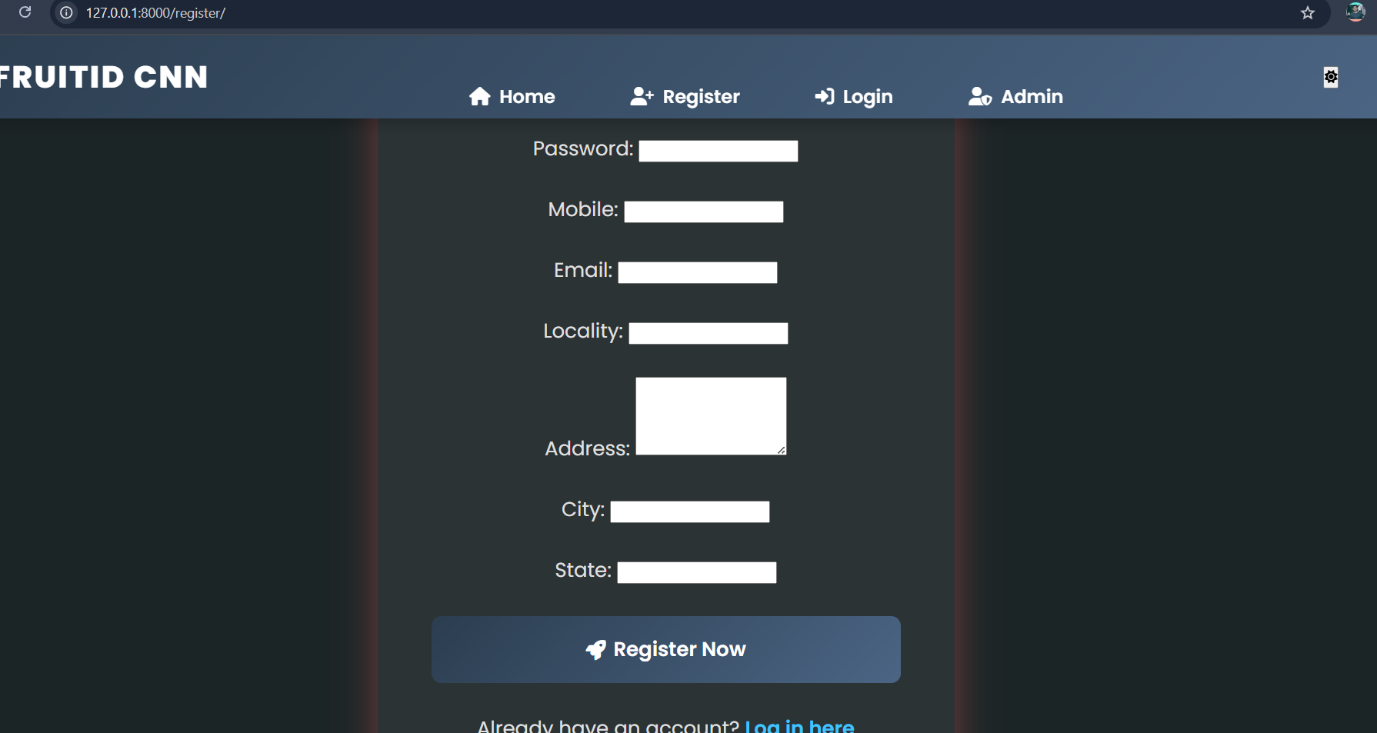 127.0.0.1:8000/register/
FRUITID CNN
Home Register Login Admin
Password:
Mobile:
Email:
Locality:
Address:
City:
State:
Register Now
Already have an account? Log in here